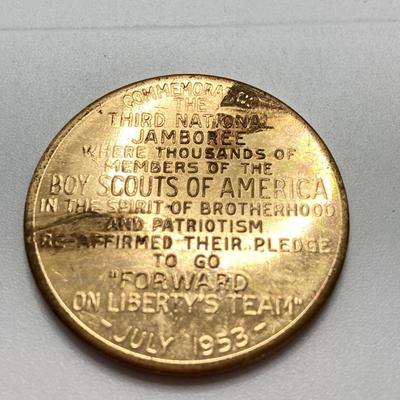 COMMEMORATING
THE
THIRD NATIONAL
JAMBOREE
WHERE THOUSANDS OF
MEMBERS OF THE
BOY SCOUTS OF AMERICA
IN THE SPIRIT OF BROTHERHOOD
AND PATRIOTISM
RE-AFFIRMED THEIR PLEDGE
TO GO
"FORWARD
ON LIBERTY'S TEAM"
-JULY 1953-